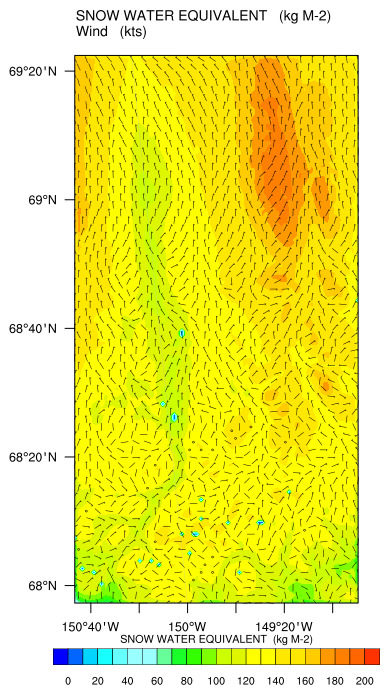 SNOW WATER EQUIVALENT (kg M-2)
Wind (kts)
69°20'N
69°N
68°40'N
68°20'N
68°N
150°40'W 150°W 149°20'W
SNOW WATER EQUIVALENT (kg M-2)
0 20 40 60 80 100 120 140 160 180 200